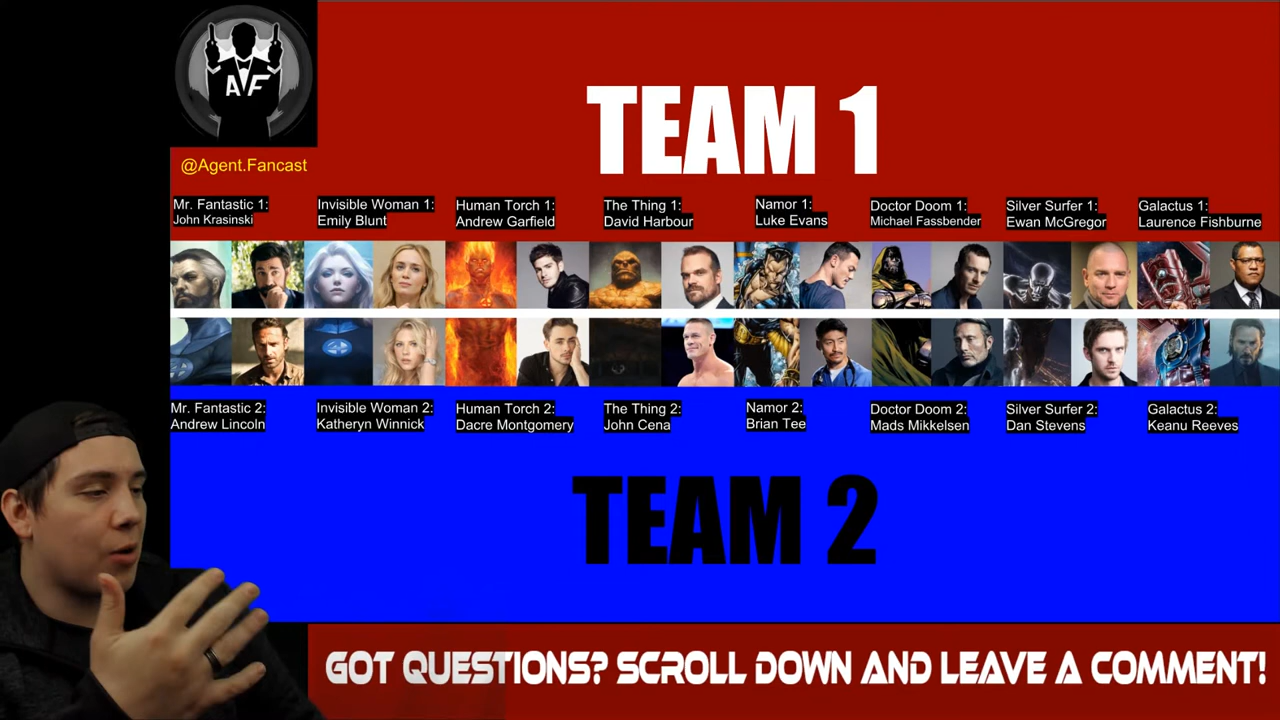 AVF
@Agent.Fancast
TEAM 1
Mr. Fantastic 1:
John Krasinski
Invisible Woman 1:
Emily Blunt
Human Torch 1:
Andrew Garfield
The Thing 1:
David Harbour
Namor 1:
Luke Evans
Doctor Doom 1:
Michael Fassbender
Silver Surfer 1:
Ewan McGregor
Galactus 1:
Laurence Fishburne
Mr. Fantastic 2:
Andrew Lincoln
Invisible Woman 2:
Katheryn Winnick
Human Torch 2:
Dacre Montgomery
The Thing 2:
John Cena
Namor 2:
Brian Tee
Doctor Doom 2:
Mads Mikkelsen
Silver Surfer 2:
Dan Stevens
Galactus 2:
Keanu Reeves
TEAM 2
GOT QUESTIONS? SCROLL DOWN AND LEAVE A COMMENT!